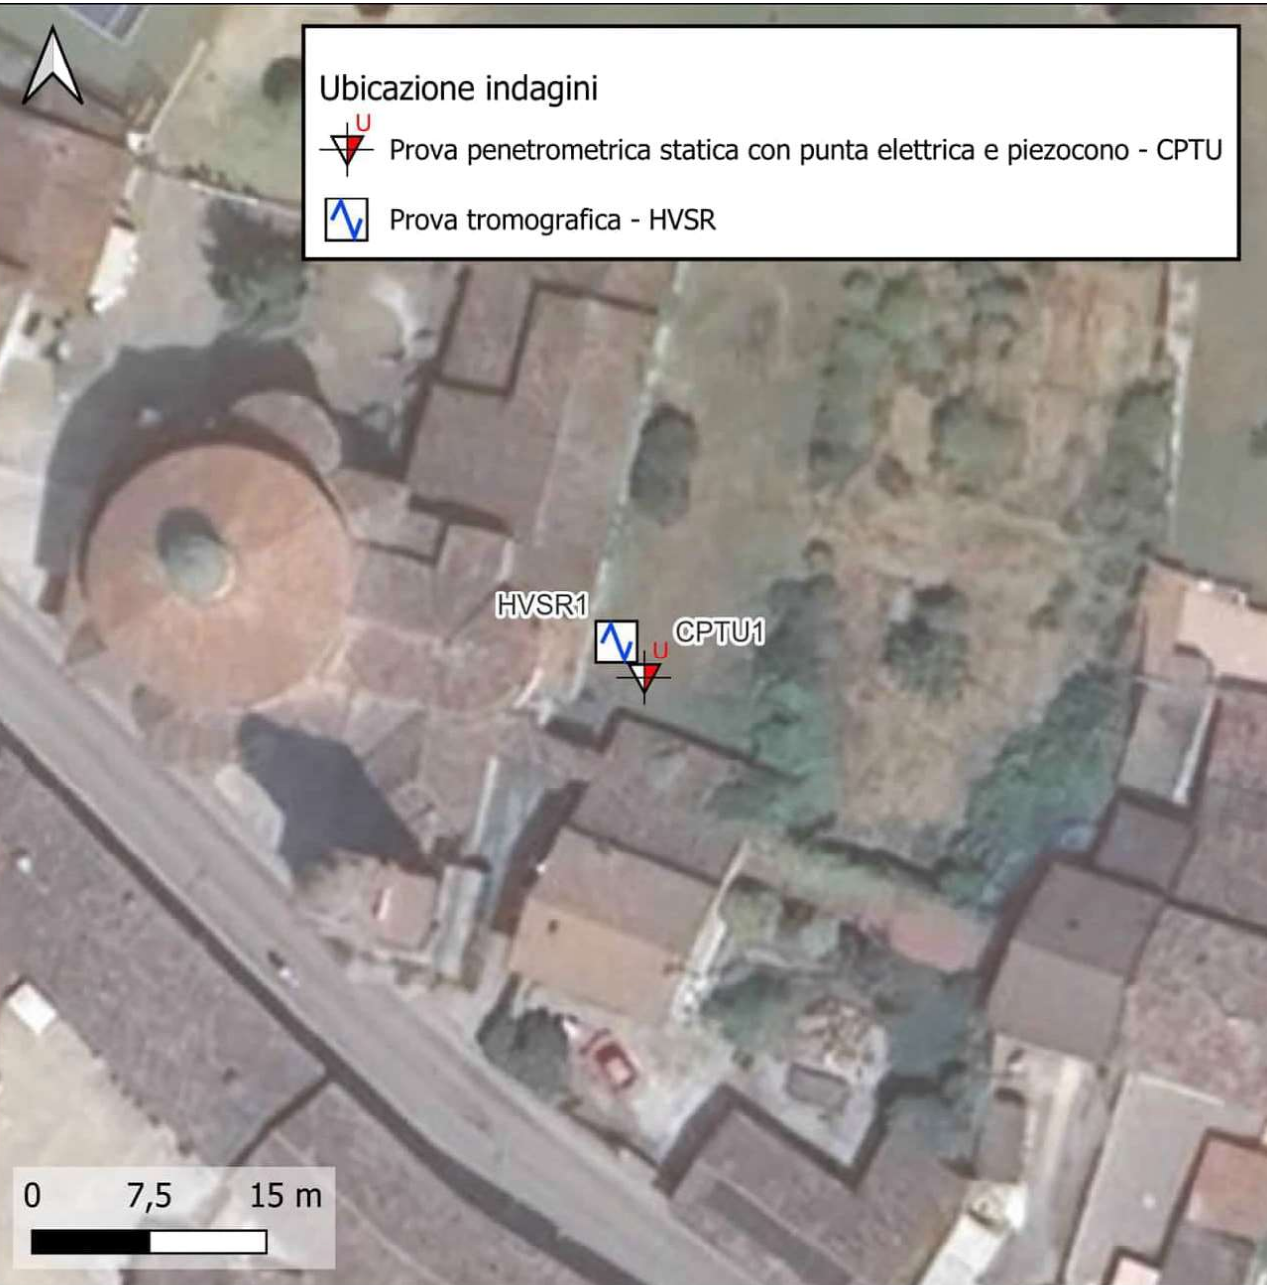 Ubicazione indagini
U
Prova penetrometrica statica con punta elettrica e piezocono - CPTU
Prova tromografica - HVSR
HVSR1
U CPTU1
0 7,5 15 m